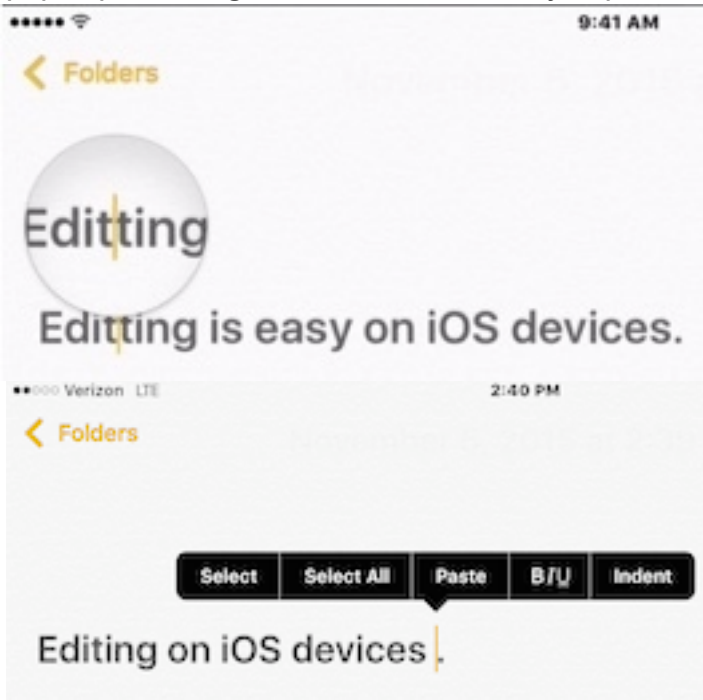 9:41 AM
Folders
Editting
Editting is easy on iOS devices.
Verizon LTE 2:40 PM
Folders
Select Select All Paste BIU Indent
Editing on iOS devices .